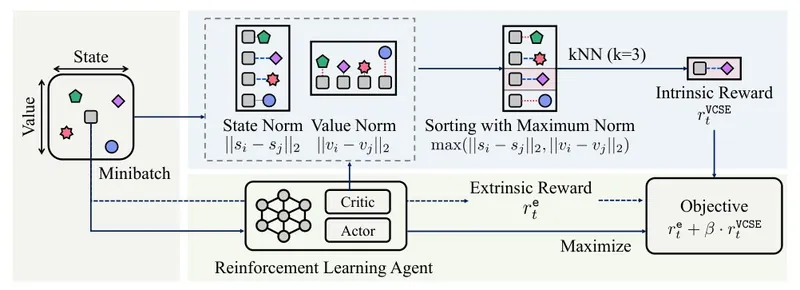 State
Value
Minibatch
State Norm
||s_i − s_j||_2
Value Norm
||v_i − v_j||_2
Sorting with Maximum Norm
max(||s_i − s_j||_2, ||v_i − v_j||_2)
kNN (k=3)
Intrinsic Reward
r_t^VCSE
Critic
Actor
Reinforcement Learning Agent
Extrinsic Reward
r_t^e
Maximize
Objective
r_t^e + β · r_t^VCSE